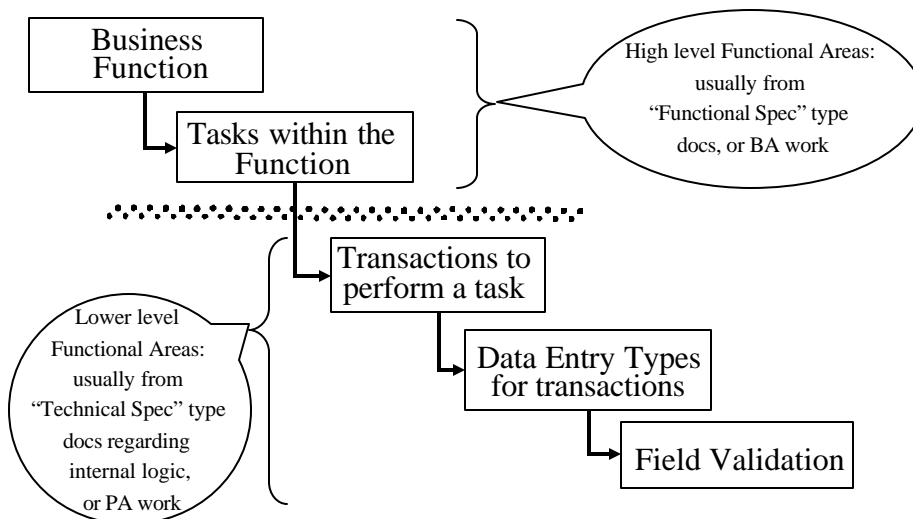 Business
Function
High level Functional Areas:
usually from
“Functional Spec” type
docs, or BA work
Tasks within the
Function
Transactions to
perform a task
Lower level
Functional Areas:
usually from
“Technical Spec” type
docs regarding
internal logic,
or PA work
Data Entry Types
for transactions
Field Validation